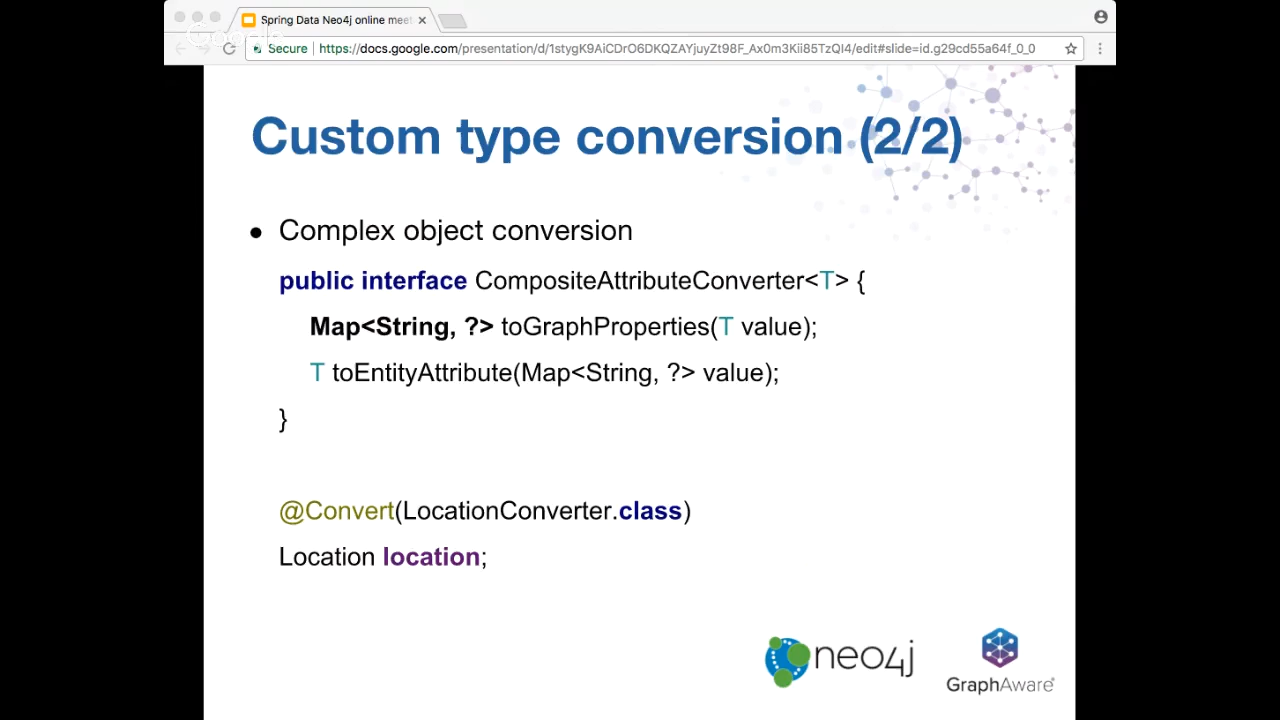 Spring Data Neo4j online meet
Secure
https://docs.google.com/presentation/d/1stygK9AiCDrO6DKQZAYjuyZt98F_Ax0m3Kii85TzQI4/edit#slide=id.g29cd55a64f_0_0
Custom type conversion (2/2)
● Complex object conversion
public interface CompositeAttributeConverter<T> {
Map<String, ?> toGraphProperties(T value);
T toEntityAttribute(Map<String, ?> value);
}
@Convert(LocationConverter.class)
Location location;
neo4j
GraphAware